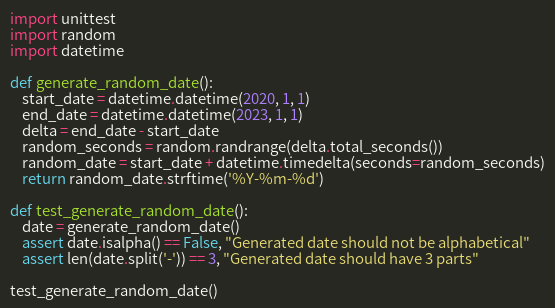 import unittest
import random
import datetime

def generate_random_date():
    start_date = datetime.datetime(2020, 1, 1)
    end_date = datetime.datetime(2023, 1, 1)
    delta = end_date - start_date
    random_seconds = random.randrange(delta.total_seconds())
    random_date = start_date + datetime.timedelta(seconds=random_seconds)
    return random_date.strftime('%Y-%m-%d')

def test_generate_random_date():
    date = generate_random_date()
    assert date.isalpha() == False, "Generated date should not be alphabetical"
    assert len(date.split('-')) == 3, "Generated date should have 3 parts"

test_generate_random_date()